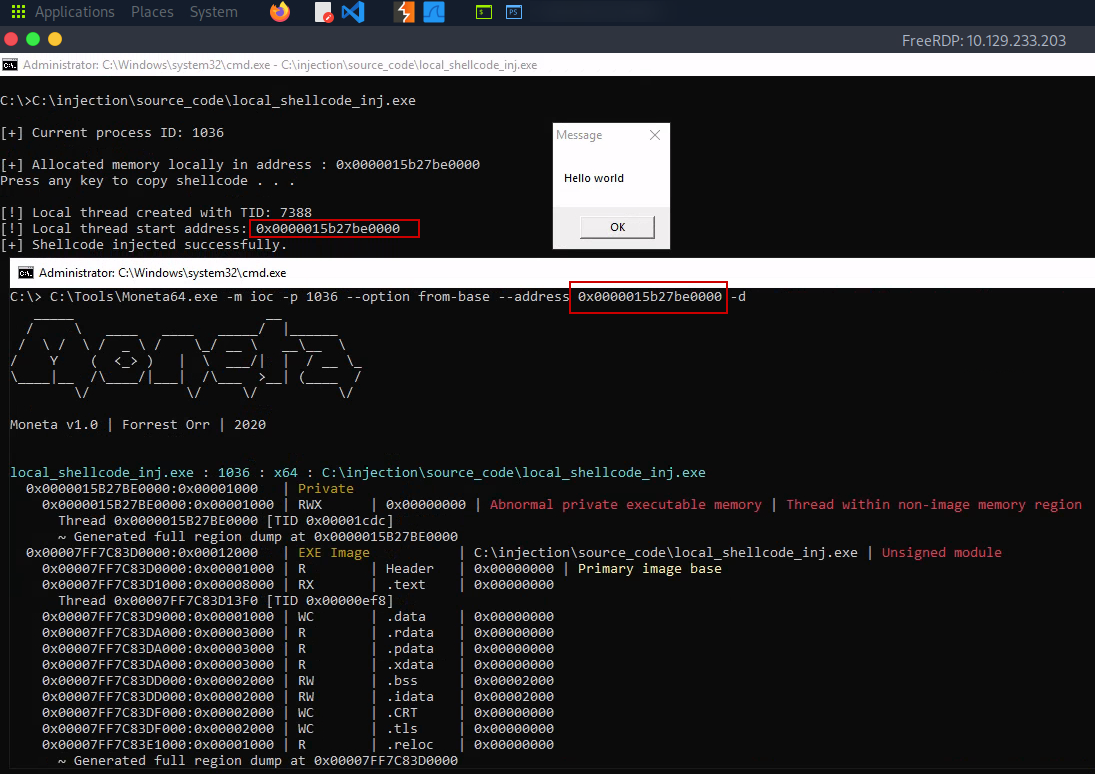 Applications Places System
FreeRDP: 10.129.233.203
Administrator: C:\Windows\system32\cmd.exe - C:\injection\source_code\local_shellcode_inj.exe
C:\>C:\injection\source_code\local_shellcode_inj.exe
[+] Current process ID: 1036
[+] Allocated memory locally in address : 0x0000015b27be0000
Press any key to copy shellcode . . .
[!] Local thread created with TID: 7388
[!] Local thread start address: 0x0000015b27be0000
[+] Shellcode injected successfully.
Message
Hello world
OK
Administrator: C:\Windows\system32\cmd.exe
C:\> C:\Tools\Moneta64.exe -m ioc -p 1036 --option from-base --address 0x0000015b27be0000 -d
Moneta
Moneta v1.0 | Forrest Orr | 2020
local_shellcode_inj.exe : 1036 : x64 : C:\injection\source_code\local_shellcode_inj.exe
0x0000015B27BE0000:0x00001000 | Private
0x0000015B27BE0000:0x00001000 | RWX | 0x00000000 | Abnormal private executable memory | Thread within non-image memory region
Thread 0x0000015B27BE0000 [TID 0x00001cdc]
~ Generated full region dump at 0x0000015B27BE0000
0x00007FF7C83D0000:0x00012000 | EXE Image | C:\injection\source_code\local_shellcode_inj.exe | Unsigned module
0x00007FF7C83D0000:0x00001000 | R | Header | 0x00000000 | Primary image base
0x00007FF7C83D1000:0x00008000 | RX | .text | 0x00000000
Thread 0x00007FF7C83D13F0 [TID 0x00000ef8]
0x00007FF7C83D9000:0x00001000 | WC | .data | 0x00000000
0x00007FF7C83DA000:0x00003000 | R | .rdata | 0x00000000
0x00007FF7C83DA000:0x00003000 | R | .pdata | 0x00000000
0x00007FF7C83DA000:0x00003000 | R | .xdata | 0x00000000
0x00007FF7C83DD000:0x00002000 | RW | .bss | 0x00002000
0x00007FF7C83DD000:0x00002000 | RW | .idata | 0x00002000
0x00007FF7C83DF000:0x00002000 | WC | .CRT | 0x00000000
0x00007FF7C83DF000:0x00002000 | WC | .tls | 0x00000000
0x00007FF7C83E1000:0x00001000 | R | .reloc | 0x00000000
~ Generated full region dump at 0x00007FF7C83D0000